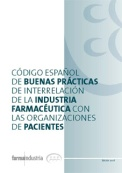 CÓDIGO ESPAÑOL
DE BUENAS PRÁCTICAS
DE INTERRELACIÓN
DE LA INDUSTRIA
FARMACÉUTICA CON
LAS ORGANIZACIONES
DE PACIENTES
farmaindustria